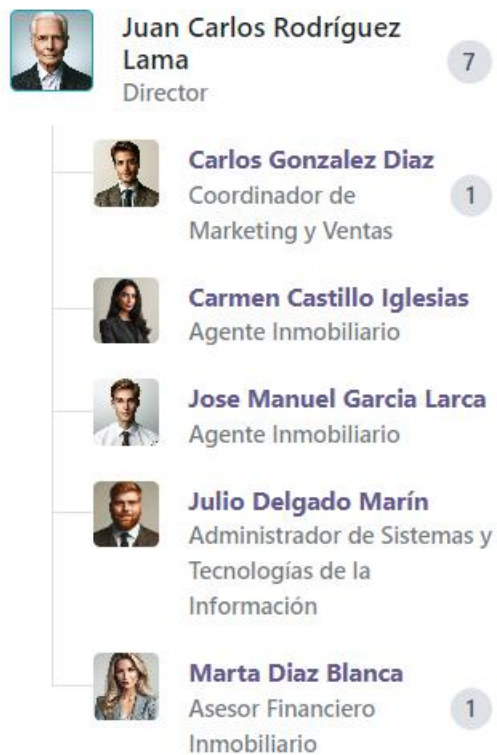 Juan Carlos Rodríguez
Lama
7
Director
Carlos Gonzalez Diaz
Coordinador de
1
Marketing y Ventas
Carmen Castillo Iglesias
Agente Inmobiliario
Jose Manuel Garcia Larca
Agente Inmobiliario
Julio Delgado Marín
Administrador de Sistemas y
Tecnologías de la
Información
Marta Diaz Blanca
Asesor Financiero
1
Inmobiliario